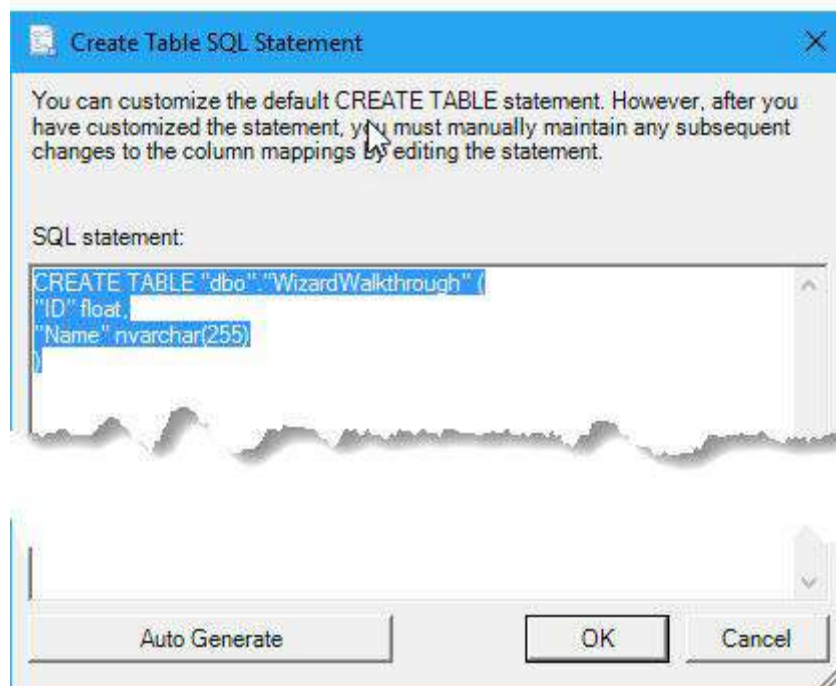 Create Table SQL Statement
You can customize the default CREATE TABLE statement. However, after you
have customized the statement, you must manually maintain any subsequent
changes to the column mappings by editing the statement.
SQL statement:
CREATE TABLE "dbo"."WizardWalkthrough" (
"ID" float,
"Name" nvarchar(255)
)
Auto Generate
OK
Cancel